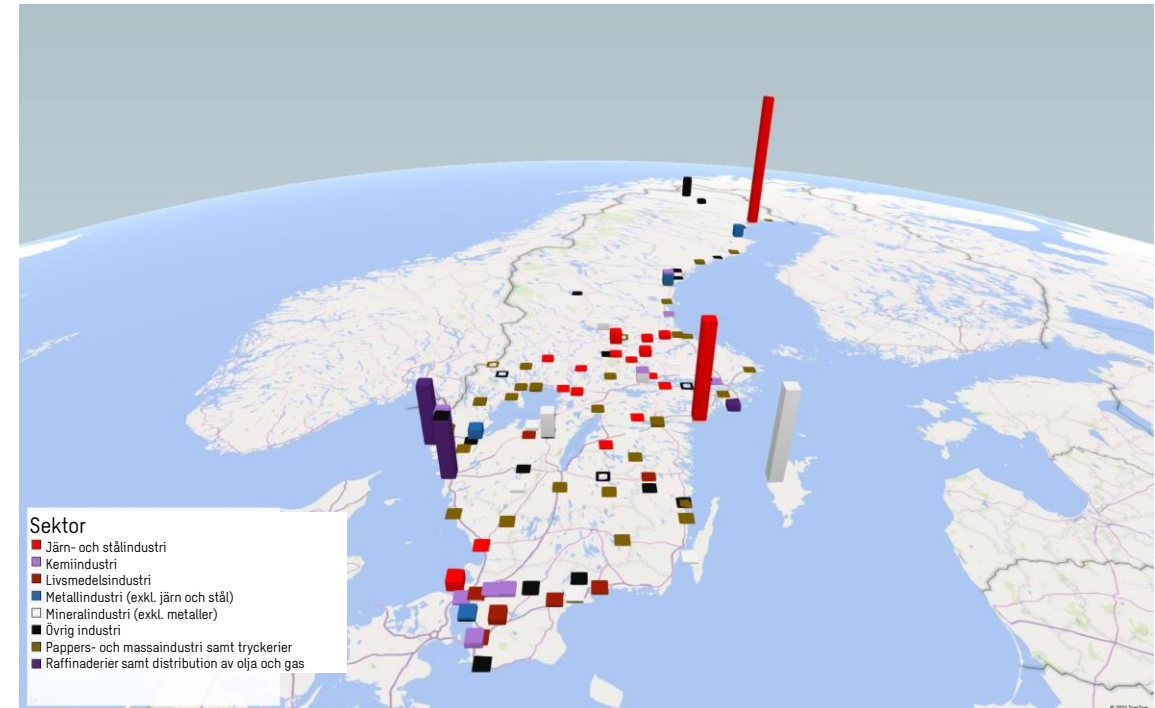 Sektor
Järn- och stålindustri
Kemiindustri
Livsmedelsindustri
Metallindustri (exkl. järn och stål)
Mineralindustri (exkl. metaller)
Övrig industri
Pappers- och massaindustri samt tryckerier
Raffinaderier samt distribution av olja och gas